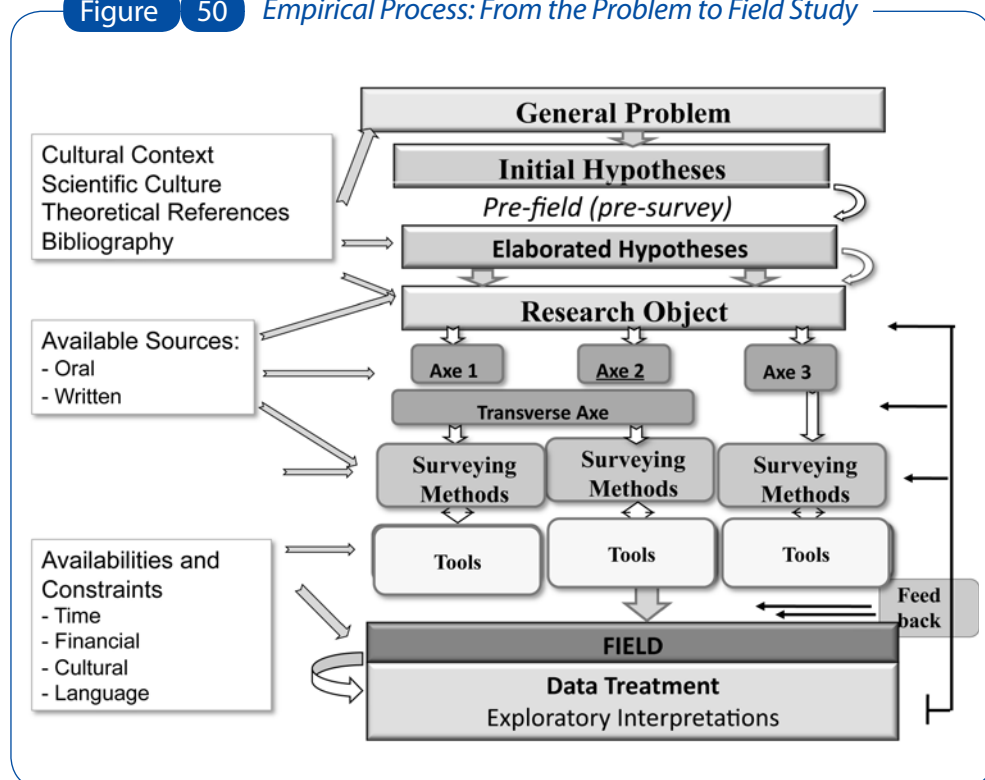 Figure 50 Empirical Process: From the Problem to Field Study
General Problem
Cultural Context
Scientific Culture
Theoretical References
Bibliography
Initial Hypotheses
Pre-field (pre-survey)
Elaborated Hypotheses
Research Object
Available Sources:
- Oral
- Written
Axe 1
Axe 2
Axe 3
Transverse Axe
Surveying
Methods
Surveying
Methods
Surveying
Methods
Tools
Tools
Tools
Availabilities and
Constraints
- Time
- Financial
- Cultural
- Language
Feed
back
FIELD
Data Treatment
Exploratory Interpretations